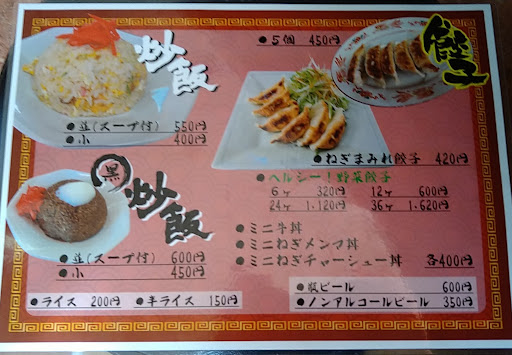 炒飯
●並(スープ付) 550円
●小 400円
黒 炒飯
●並(スープ付) 600円
●小 450円
●ライス 200円 ●半ライス 150円
餃子
●5個 450円
●ねぎまみれ餃子 420円
●ヘルシー!野菜餃子
6ヶ 320円 12ヶ 600円
24ヶ 1,120円 36ヶ 1,620円
●ミニ牛丼
●ミニねぎメンマ丼
●ミニねぎチャーシュー丼 各400円
●瓶ビール 600円
●ノンアルコールビール 350円